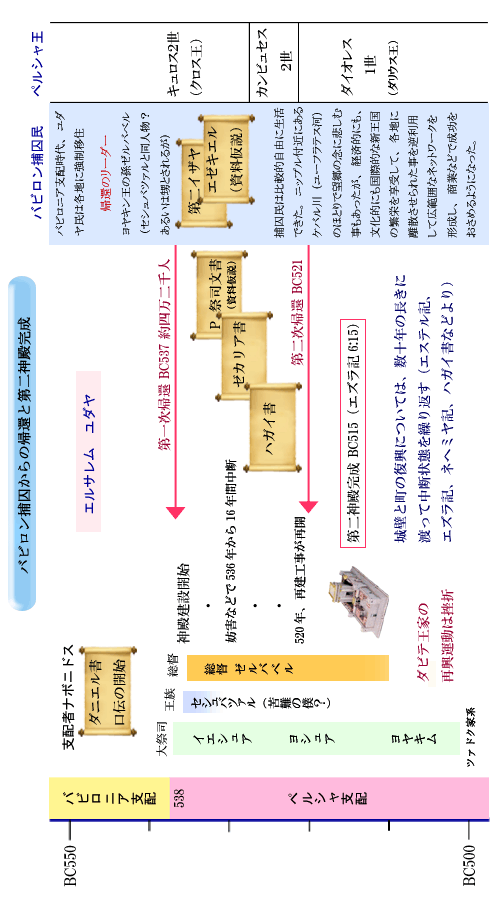 バビロン捕囚からの帰還と第二神殿完成
バビロン捕囚民
ペルシャ王
エルサレム ユダヤ
バビロニア支配時代、ユダ
ヤ民は各地に強制移住
帰還のリーダー
ヨヤキン王の孫ゼルバベル
(セシュバツァルと同人物?
あるいは甥とされるが)
第二イザヤ
エゼキエル
(資料仮説)
捕囚民は比較的自由に生活
できた。ニップル付近にある
ケバル川(ユーフラテス河)
のほとりで望郷の念に悲しむ
事もあったが、経済的にも、
文化的にも国際的な新王国
の繁栄を享受して、各地に
離散させられた事を逆利用
して広範囲なネットワークを
形成し、商業などで成功を
おさめるようになった。
キュロス2世
(クロス王)
カンビュセス
2世
ダイオレス
1世
(ダリウス王)
第一次帰還 BC537 約四万二千人
P 祭司文書
(資料仮説)
ゼカリア書
ハガイ書
第二次帰還 BC521
第二神殿完成 BC515(エズラ記 6:15)
城壁と町の復興については、数十年の長きに
渡って中断状態を繰り返す(エステル記、
エズラ記、ネヘミヤ記、ハガイ書などより)
神殿建設開始
・
妨害などで536年から16年間中断
・
・
520年、再建工事が再開
ダビテ王家の
再興運動は挫折
支配者ナボニドス
ダニエル書
口伝の開始
総督
総督 ゼルバベル
王族
セシュバツァル(苦難の僕?)
大祭司
イエシュア
ヨシュア
ヨヤキム
ツァドク家系
バビロニア支配
538
ペルシャ支配
BC550
BC500